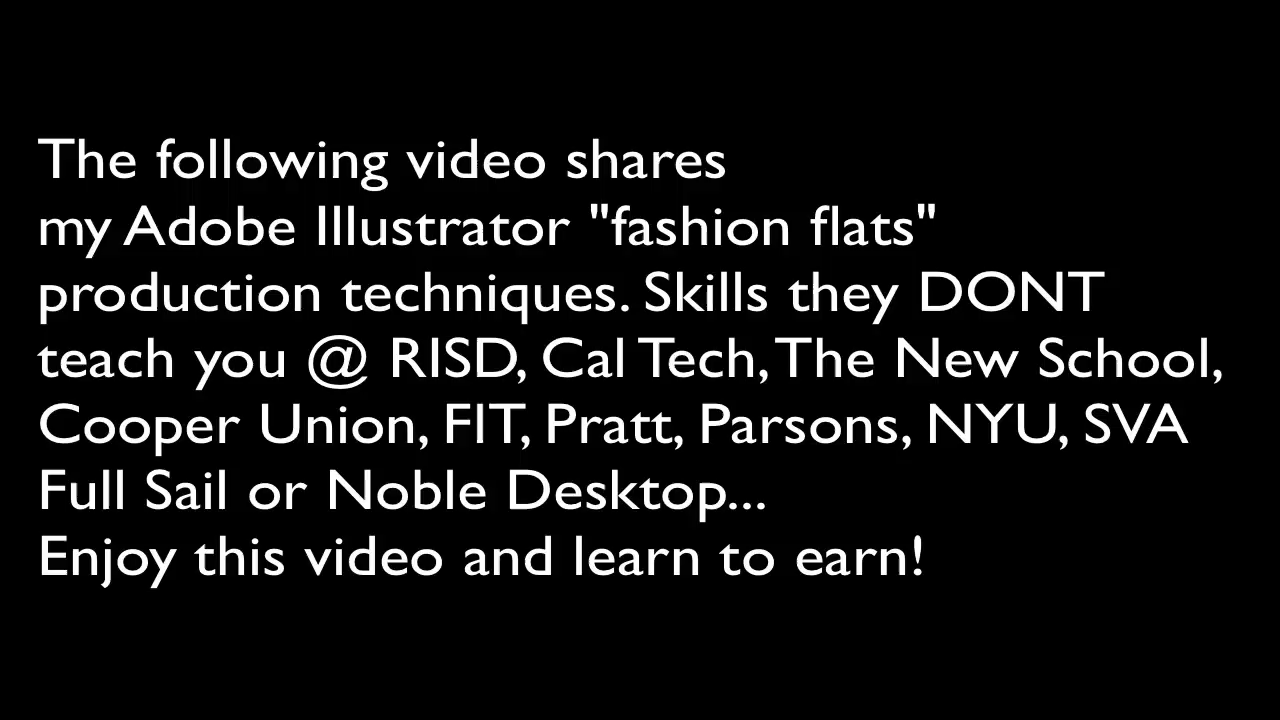 The following video shares
my Adobe Illustrator "fashion flats"
production techniques. Skills they DONT
teach you @ RISD, Cal Tech, The New School,
Cooper Union, FIT, Pratt, Parsons, NYU, SVA
Full Sail or Noble Desktop...
Enjoy this video and learn to earn!